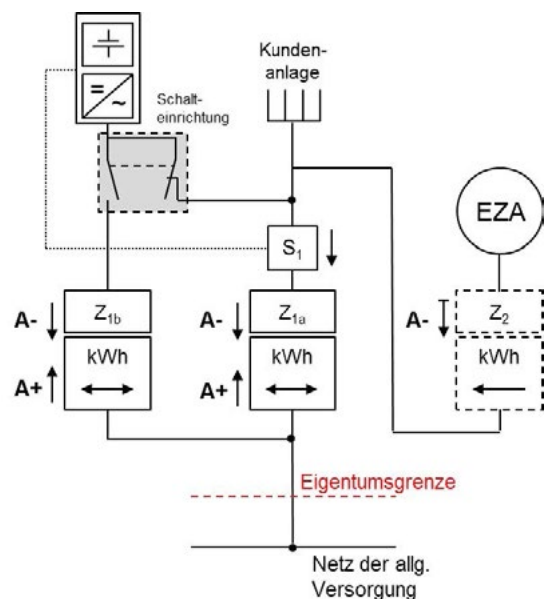 =
~
Kunden-
anlage
Schalt-
einrichtung
EZA
S1
Z1b
A-
kWh
A+
Z1a
A-
kWh
A+
Z2
A-
kWh
Eigentumsgrenze
Netz der allg.
Versorgung